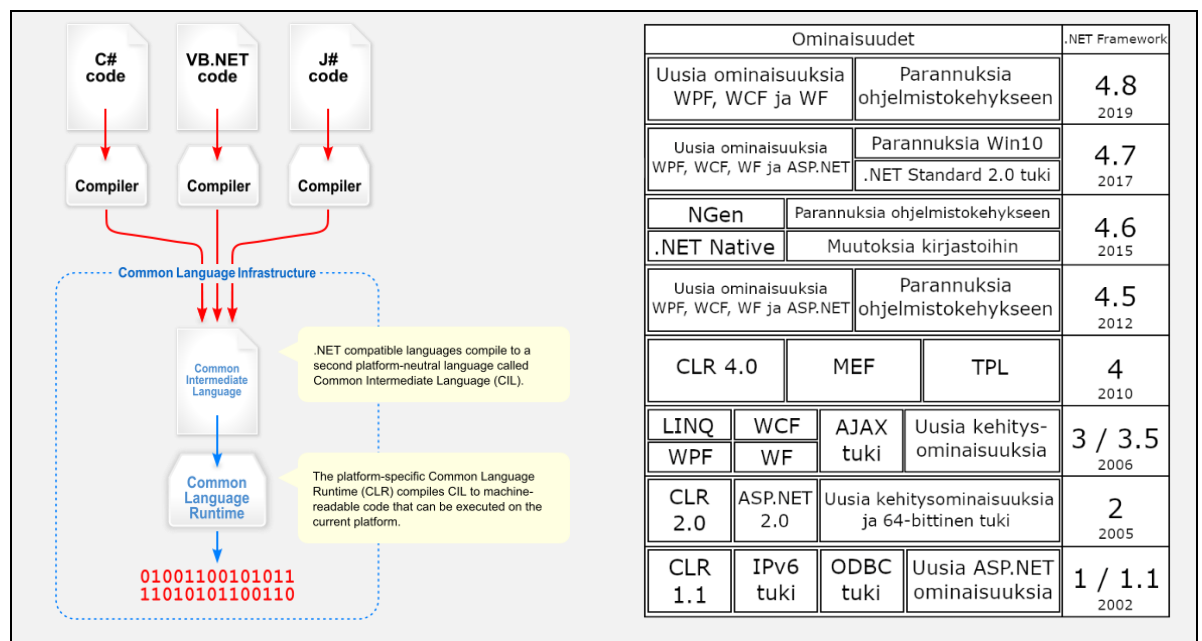 C#
code
VB.NET
code
J#
code
Compiler
Compiler
Compiler
Common Language Infrastructure
Common
Intermediate
Language
.NET compatible languages compile to a
second platform-neutral language called
Common Intermediate Language (CIL).
Common
Language
Runtime
The platform-specific Common Language
Runtime (CLR) compiles CIL to machine-
readable code that can be executed on the
current platform.
01001100101011
11010101100110
Ominaisuudet
.NET Framework
Uusia ominaisuuksia
WPF, WCF ja WF
Parannuksia
ohjelmistokehykseen
4.8
2019
Uusia ominaisuuksia
WPF, WCF, WF ja ASP.NET
Parannuksia Win10
.NET Standard 2.0 tuki
4.7
2017
NGen
Parannuksia ohjelmistokehykseen
.NET Native
Muutoksia kirjastoihin
4.6
2015
Uusia ominaisuuksia
WPF, WCF, WF ja ASP.NET
Parannuksia
ohjelmistokehykseen
4.5
2012
CLR 4.0
MEF
TPL
4
2010
LINQ
WCF
WPF
WF
AJAX
tuki
Uusia kehitys-
ominaisuuksia
3 / 3.5
2006
CLR
2.0
ASP.NET
2.0
Uusia kehitysominaisuuksia
ja 64-bittinen tuki
2
2005
CLR
1.1
IPv6
tuki
ODBC
tuki
Uusia ASP.NET
ominaisuuksia
1 / 1.1
2002